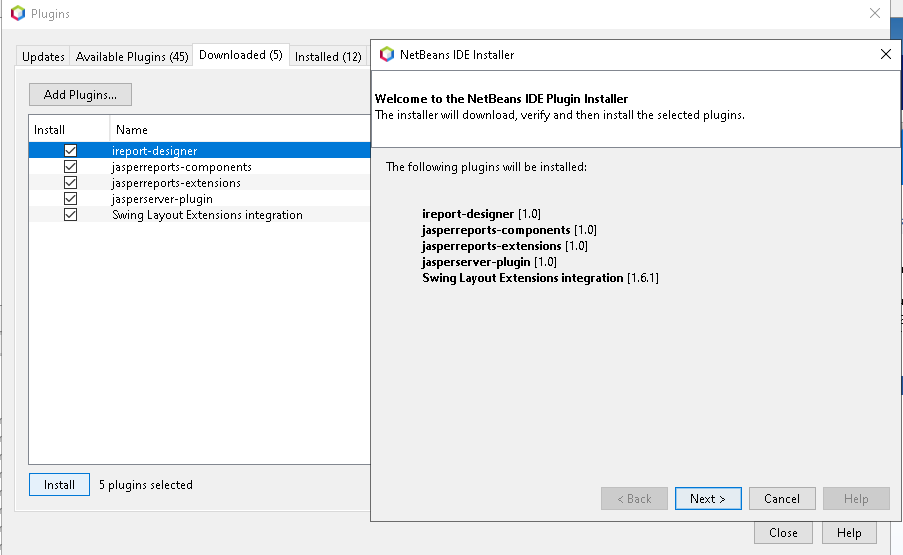 Plugins
Updates
Available Plugins (45)
Downloaded (5)
Installed (12)
Add Plugins...
Install
Name
ireport-designer
jasperreports-components
jasperreports-extensions
jasperserver-plugin
Swing Layout Extensions integration
Install
5 plugins selected
NetBeans IDE Installer
Welcome to the NetBeans IDE Plugin Installer
The installer will download, verify and then install the selected plugins.
The following plugins will be installed:
ireport-designer [1.0]
jasperreports-components [1.0]
jasperreports-extensions [1.0]
jasperserver-plugin [1.0]
Swing Layout Extensions integration [1.6.1]
< Back
Next >
Cancel
Help
Close
Help